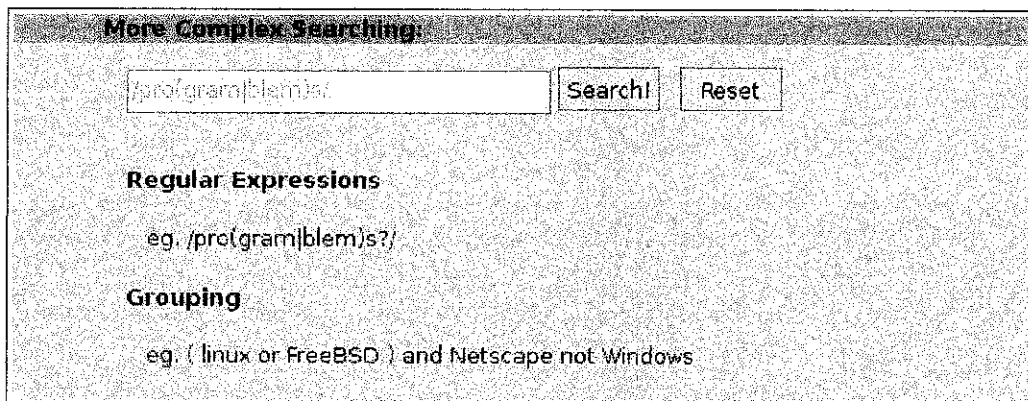 More Complex Searching:
/pro(gram|blem)s/ Search! Reset
Regular Expressions
eg. /pro(gram|blem)s?/
Grouping
eg. ( linux or FreeBSD ) and Netscape not Windows